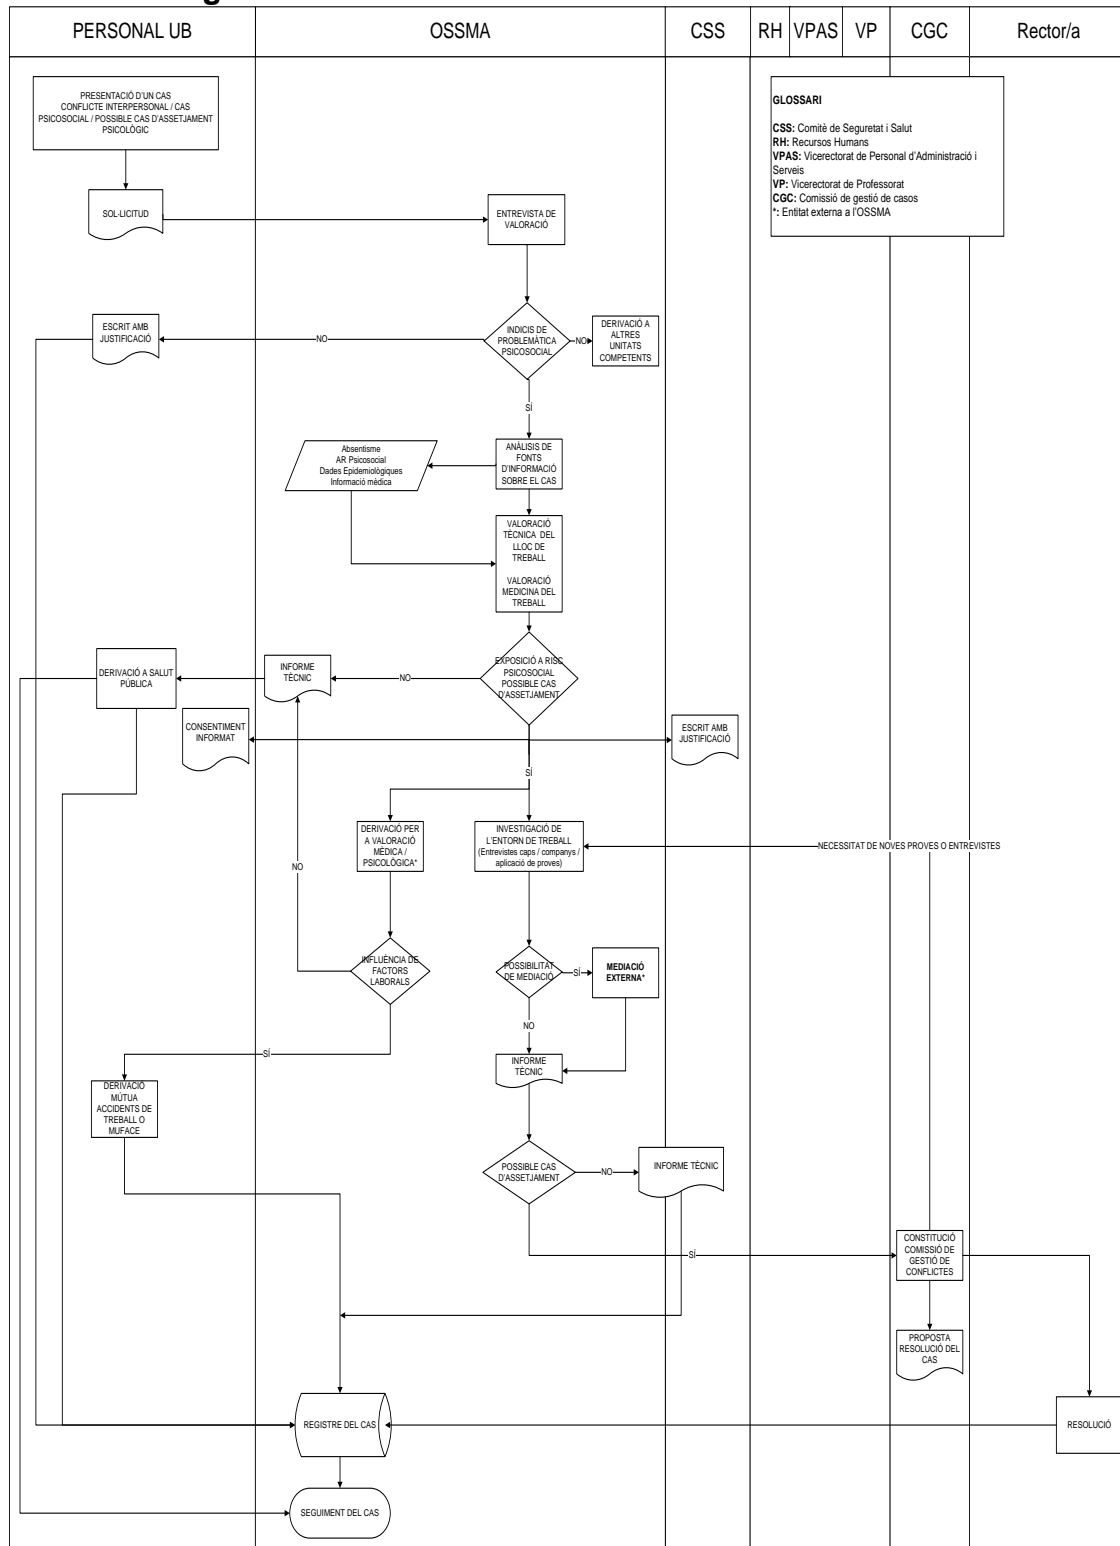 PERSONAL UB
OSSMA
CSS
RH
VPAS
VP
CGC
Rector/a
PRESENTACIÓ D'UN CAS
CONFLICTE INTERPERSONAL / CAS
PSICOSOCIAL / POSSIBLE CAS D'ASSETJAMENT
PSICOLÒGIC
GLOSSARI
CSS: Comitè de Seguretat i Salut
RH: Recursos Humans
VPAS: Vicerectorat de Personal d'Administració i
Serveis
VP: Vicerectorat de Professorat
CGC: Comissió de gestió de casos
*: Entitat externa a l'OSSMA
SOL·LICITUD
ENTREVISTA DE
VALORACIÓ
ESCRIT AMB
JUSTIFICACIÓ
NO
INDICIS DE
PROBLEMÀTICA
PSICOSOCIAL
NO
DERIVACIÓ A
ALTRES
UNITATS
COMPETENTS
SÍ
Absentisme
AR Psicosocial
Dades Epidemiològiques
Informació mèdica
ANÀLISIS DE
FONTS
D'INFORMACIÓ
SOBRE EL CAS
VALORACIÓ
TÈCNICA DEL
LLOC DE
TREBALL
VALORACIÓ
MEDICINA DEL
TREBALL
DERIVACIÓ A SALUT
PÚBLICA
INFORME
TÈCNIC
NO
EXPOSICIÓ A RISC
PSICOSOCIAL
POSSIBLE CAS
D'ASSETJAMENT
CONSENTIMENT
INFORMAT
ESCRIT AMB
JUSTIFICACIÓ
SÍ
DERIVACIÓ PER
A VALORACIÓ
MÈDICA /
PSICOLÒGICA*
INVESTIGACIÓ DE
L'ENTORN DE TREBALL
(Entrevistes caps / companys /
aplicació de proves)
NECESSITAT DE NOVES PROVES O ENTREVISTES
NO
INFLUÈNCIA DE
FACTORS
LABORALS
POSSIBILITAT
DE MEDIACIÓ
SÍ
MEDIACIÓ
EXTERNA*
NO
SÍ
INFORME
TÈCNIC
DERIVACIÓ
MÚTUA
ACCIDENTS DE
TREBALL O
MUFACE
POSSIBLE CAS
D'ASSETJAMENT
NO
INFORME TÈCNIC
SÍ
CONSTITUCIÓ
COMISSIÓ DE
GESTIÓ DE
CONFLICTES
PROPOSTA
RESOLUCIÓ DEL
CAS
REGISTRE DEL CAS
RESOLUCIÓ
SEGUIMENT DEL CAS